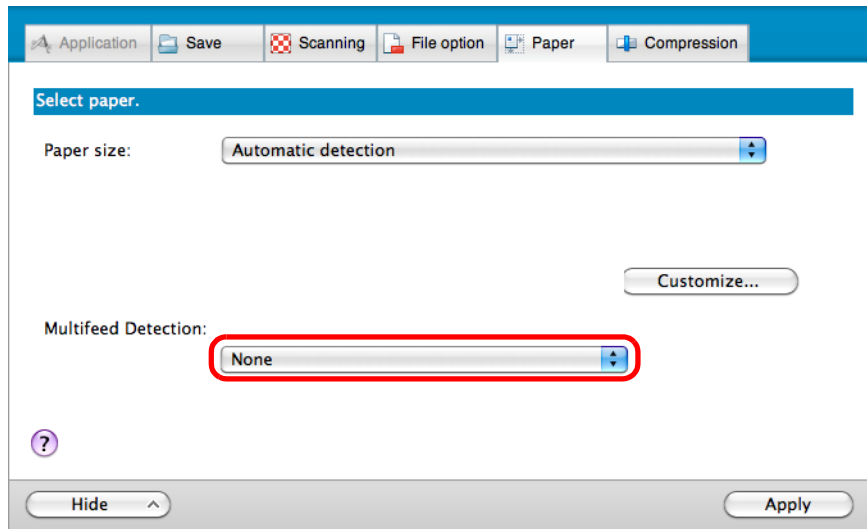 Application Save Scanning File option Paper Compression
Select paper.
Paper size: Automatic detection
Customize...
Multifeed Detection:
None
?
Hide Apply